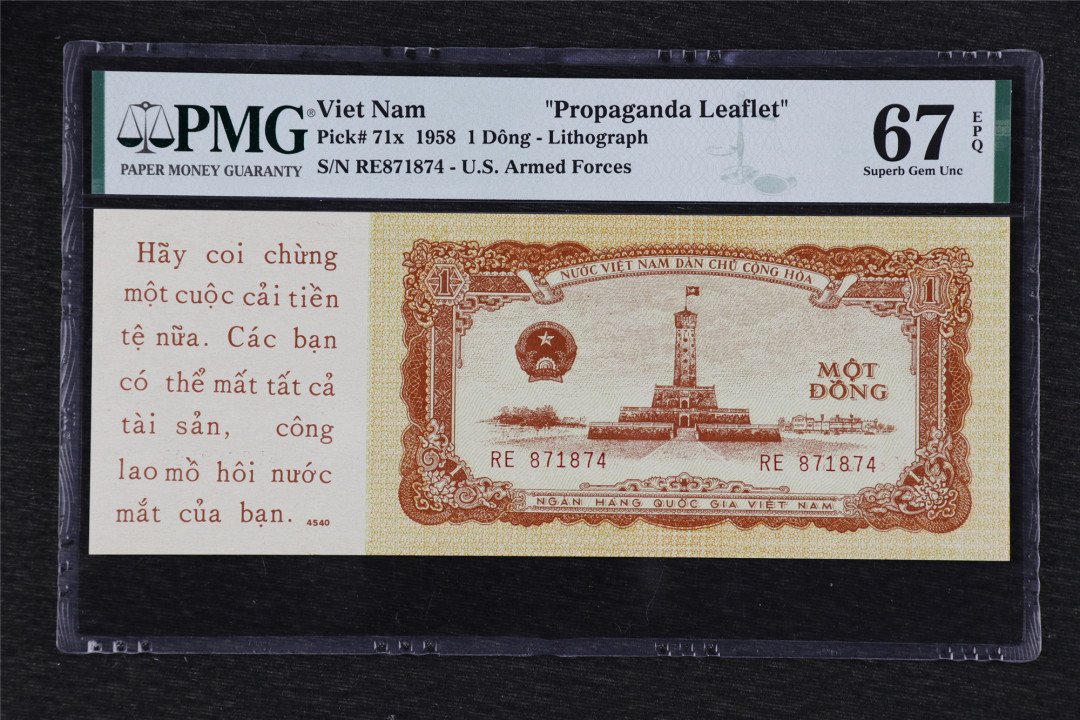 PMG®
PAPER MONEY GUARANTY
Viet Nam "Propaganda Leaflet"
Pick# 71x 1958 1 Dông - Lithograph
S/N RE871874 - U.S. Armed Forces
67
EPQ
Superb Gem Unc
Hãy coi chừng
một cuộc cải tiền
tệ nữa. Các bạn
có thể mất tất cả
tài sản, công
lao mồ hôi nước
mắt của bạn. 4540
NƯỚC VIỆT NAM DÂN CHỦ CỘNG HÒA
1
1
MỘT
ĐỒNG
RE 871874
RE 871874
NGÂN HÀNG QUỐC GIA VIỆT NAM